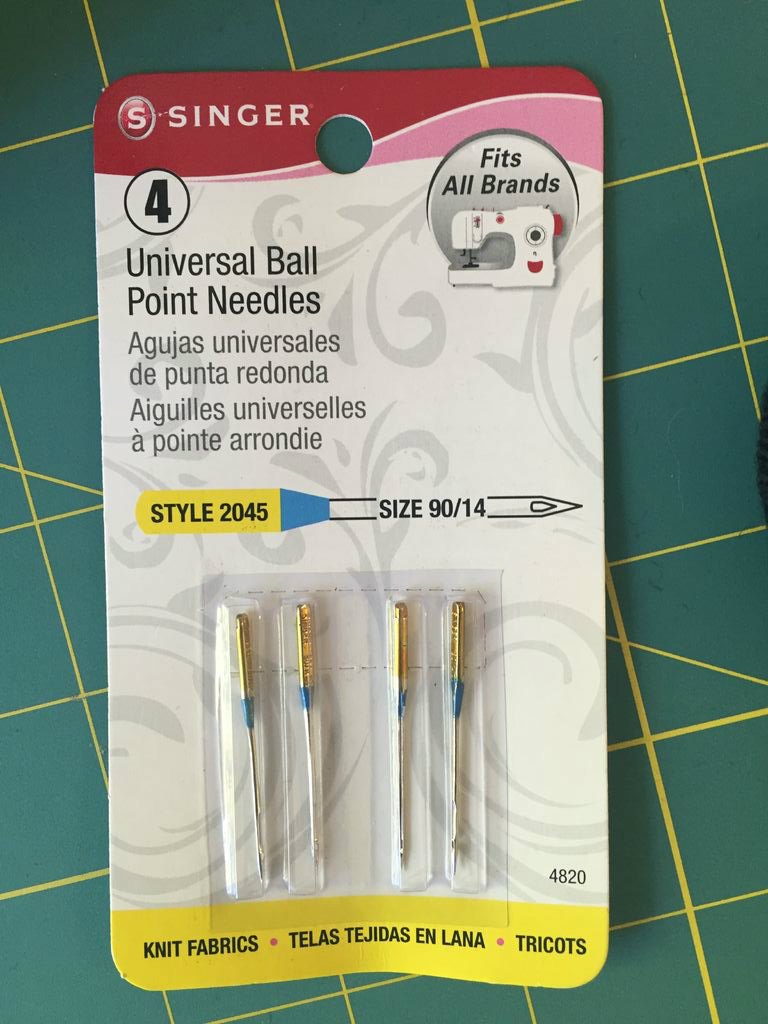 S SINGER
Fits
All Brands
4
Universal Ball
Point Needles
Agujas universales
de punta redonda
Aiguilles universelles
à pointe arrondie
STYLE 2045 SIZE 90/14
4820
KNIT FABRICS • TELAS TEJIDAS EN LANA • TRICOTS